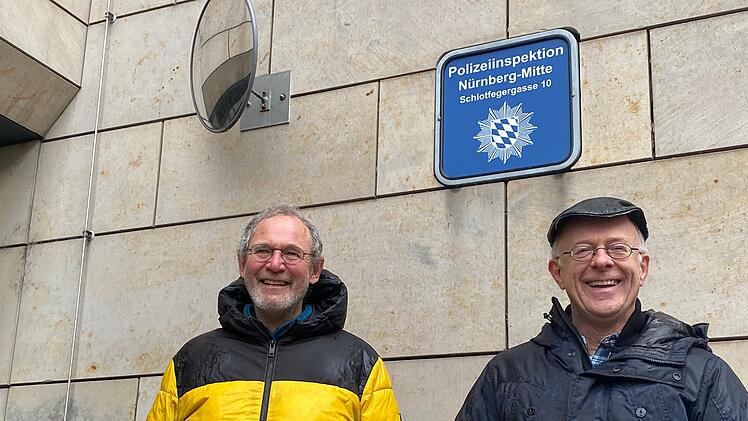 Polizeiinspektion
Nürnberg-Mitte
Schlotfegergasse 10